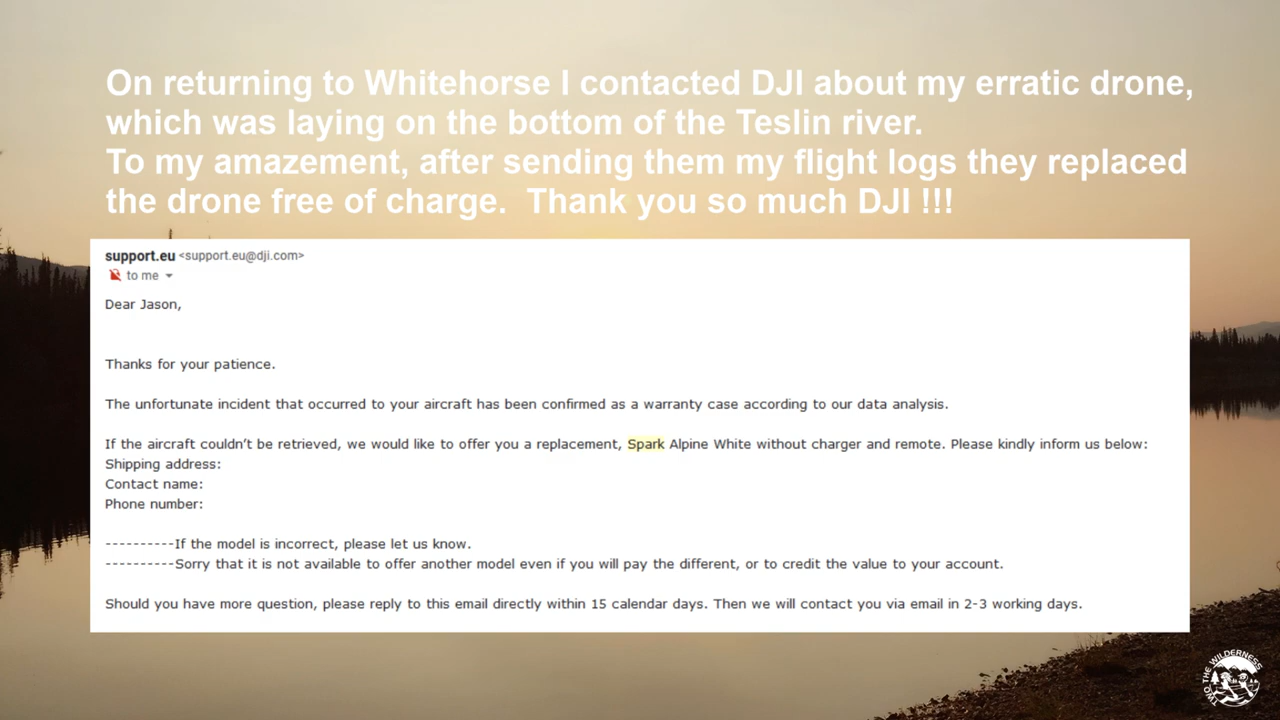 On returning to Whitehorse I contacted DJI about my erratic drone,
which was laying on the bottom of the Teslin river.
To my amazement, after sending them my flight logs they replaced
the drone free of charge.  Thank you so much DJI !!!
support.eu <support.eu@dji.com>
to me
Dear Jason,
Thanks for your patience.
The unfortunate incident that occurred to your aircraft has been confirmed as a warranty case according to our data analysis.
If the aircraft couldn't be retrieved, we would like to offer you a replacement, Spark Alpine White without charger and remote. Please kindly inform us below:
Shipping address:
Contact name:
Phone number:
----------If the model is incorrect, please let us know.
----------Sorry that it is not available to offer another model even if you will pay the different, or to credit the value to your account.
Should you have more question, please reply to this email directly within 15 calendar days. Then we will contact you via email in 2-3 working days.
TWO THE WILDERNESS